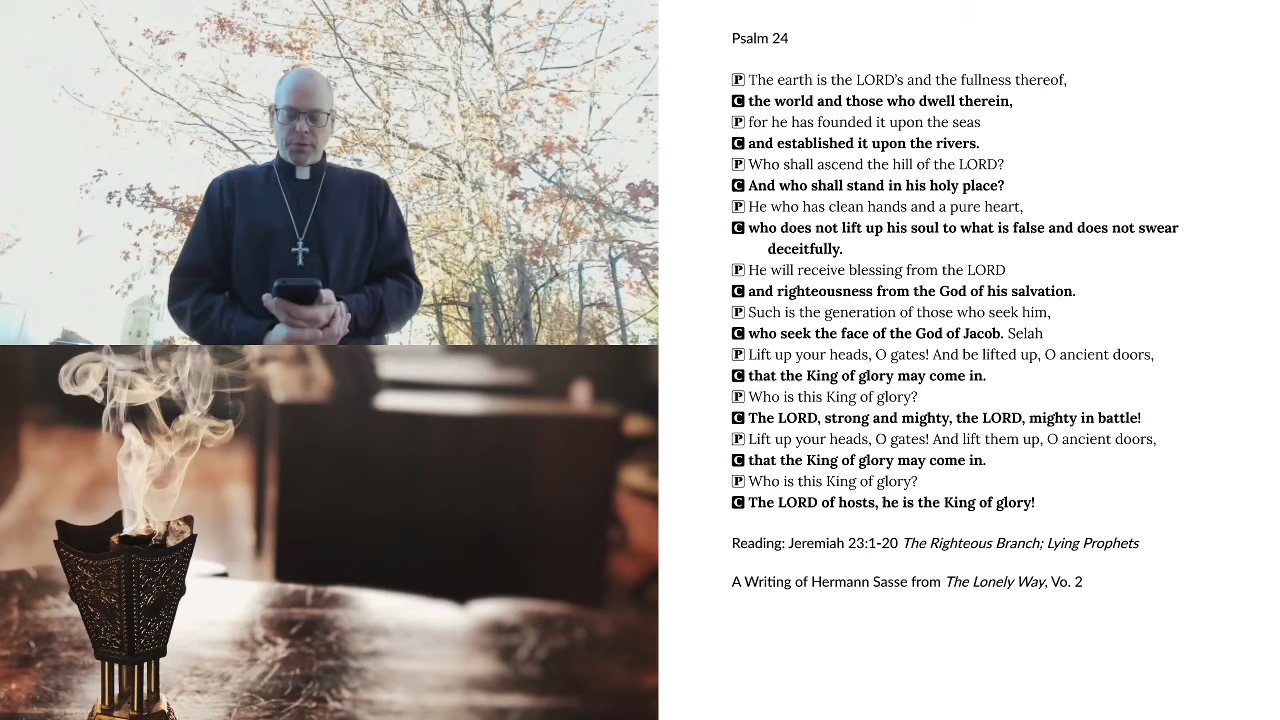 Psalm 24
P The earth is the LORD's and the fullness thereof,
C the world and those who dwell therein,
P for he has founded it upon the seas
C and established it upon the rivers.
P Who shall ascend the hill of the LORD?
C And who shall stand in his holy place?
P He who has clean hands and a pure heart,
C who does not lift up his soul to what is false and does not swear
deceitfully.
P He will receive blessing from the LORD
C and righteousness from the God of his salvation.
P Such is the generation of those who seek him,
C who seek the face of the God of Jacob. Selah
P Lift up your heads, O gates! And be lifted up, O ancient doors,
C that the King of glory may come in.
P Who is this King of glory?
C The LORD, strong and mighty, the LORD, mighty in battle!
P Lift up your heads, O gates! And lift them up, O ancient doors,
C that the King of glory may come in.
P Who is this King of glory?
C The LORD of hosts, he is the King of glory!
Reading: Jeremiah 23:1-20 The Righteous Branch; Lying Prophets
A Writing of Hermann Sasse from The Lonely Way, Vo. 2